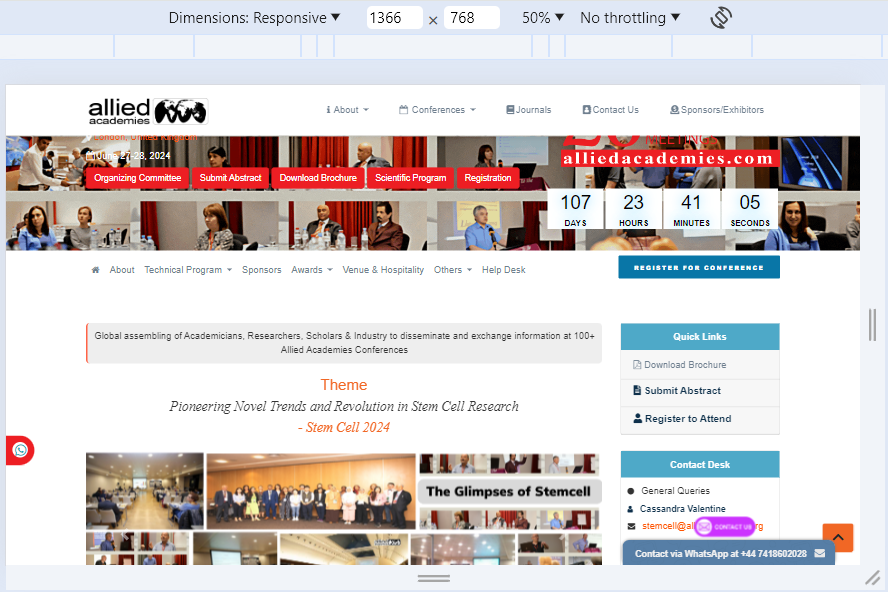 Dimensions: Responsive ▼ 1366 × 768 50% ▼ No throttling ▼
allied
academies
About Conferences Journals Contact Us Sponsors/Exhibitors
London, United Kingdom
June 27-28, 2024
MEETINGS
alliedacademies.com
Organizing Committee Submit Abstract Download Brochure Scientific Program Registration
107 23 41 05
DAYS HOURS MINUTES SECONDS
About Technical Program Sponsors Awards Venue & Hospitality Others Help Desk
REGISTER FOR CONFERENCE
Global assembling of Academicians, Researchers, Scholars & Industry to disseminate and exchange information at 100+
Allied Academies Conferences
Theme
Pioneering Novel Trends and Revolution in Stem Cell Research
- Stem Cell 2024
The Glimpses of Stemcell
Quick Links
Download Brochure
Submit Abstract
Register to Attend
Contact Desk
General Queries
Cassandra Valentine
stemcell@al rg
CONTACT US
Contact via WhatsApp at +44 7418602028